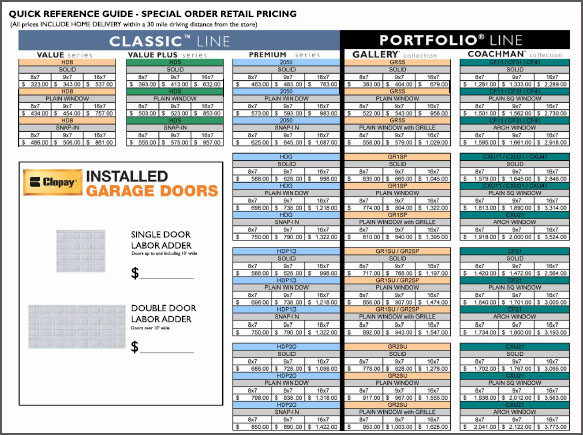 QUICK REFERENCE GUIDE - SPECIAL ORDER RETAIL PRICING
(All prices INCLUDE HOME DELIVERY within a 30 mile driving distance from the store)
CLASSIC™ LINE
PORTFOLIO® LINE
VALUE series
HDB
SOLID
8x7 9x7 16x7
$ 323.00 $ 343.00 $ 537.00
HDB
PLAIN WINDOW
8x7 9x7 16x7
$ 434.00 $ 454.00 $ 757.00
HDB
SNAP-IN
8x7 9x7 16x7
$ 486.00 $ 506.00 $ 861.00
VALUE PLUS series
HDS
SOLID
8x7 9x7 16x7
$ 393.00 $ 413.00 $ 632.00
HDS
PLAIN WINDOW
8x7 9x7 16x7
$ 503.00 $ 523.00 $ 853.00
HDS
SNAP-IN
8x7 9x7 16x7
$ 555.00 $ 575.00 $ 957.00
Clopay
INSTALLED
GARAGE DOORS
SINGLE DOOR
LABOR ADDER
Doors up to and including 10' wide
$
DOUBLE DOOR
LABOR ADDER
Doors over 10' wide
$
PREMIUM series
2050
SOLID
8x7 9x7 16x7
$ 463.00 $ 483.00 $ 763.00
2050
PLAIN WINDOW
8x7 9x7 16x7
$ 573.00 $ 593.00 $ 983.00
2050
SNAP-IN
8x7 9x7 16x7
$ 625.00 $ 645.00 $ 1,087.00
HDG
SOLID
8x7 9x7 16x7
$ 588.00 $ 628.00 $ 998.00
HDG
PLAIN WINDOW
8x7 9x7 16x7
$ 698.00 $ 738.00 $ 1,218.00
HDG
SNAP-IN
8x7 9x7 16x7
$ 750.00 $ 790.00 $ 1,322.00
HDP13
SOLID
8x7 9x7 16x7
$ 588.00 $ 628.00 $ 998.00
HDP13
PLAIN WINDOW
8x7 9x7 16x7
$ 698.00 $ 738.00 $ 1,218.00
HDP13
SNAP-IN
8x7 9x7 16x7
$ 750.00 $ 790.00 $ 1,322.00
HDP20
SOLID
8x7 9x7 16x7
$ 688.00 $ 728.00 $ 1,098.00
HDP20
PLAIN WINDOW
8x7 9x7 16x7
$ 798.00 $ 838.00 $ 1,318.00
HDP20
SNAP-IN
8x7 9x7 16x7
$ 850.00 $ 890.00 $ 1,422.00
GALLERY™ collection
GR5S
SOLID
8x7 9x7 16x7
$ 383.00 $ 404.00 $ 679.00
GR5S
PLAIN WINDOW
8x7 9x7 16x7
$ 522.00 $ 543.00 $ 956.00
GR5S
PLAIN WINDOW with GRILLE
8x7 9x7 16x7
$ 558.00 $ 579.00 $ 1,029.00
GR1SP
SOLID
8x7 9x7 16x7
$ 635.00 $ 665.00 $ 1,045.00
GR1SP
PLAIN WINDOW
8x7 9x7 16x7
$ 774.00 $ 804.00 $ 1,322.00
GR1SP
PLAIN WINDOW with GRILLE
8x7 9x7 16x7
$ 810.00 $ 840.00 $ 1,395.00
GR1SU / GR2SP
SOLID
8x7 9x7 16x7
$ 717.00 $ 768.00 $ 1,197.00
GR1SU / GR2SP
PLAIN WINDOW
8x7 9x7 16x7
$ 856.00 $ 907.00 $ 1,474.00
GR1SU / GR2SP
PLAIN WINDOW with GRILLE
8x7 9x7 16x7
$ 892.00 $ 943.00 $ 1,547.00
GR2SU
SOLID
8x7 9x7 16x7
$ 778.00 $ 828.00 $ 1,278.00
GR2SU
PLAIN WINDOW
8x7 9x7 16x7
$ 917.00 $ 967.00 $ 1,555.00
GR2SU
PLAIN WINDOW with GRILLE
8x7 9x7 16x7
$ 953.00 $ 1,003.00 $ 1,628.00
COACHMAN™ collection
SOLID
8x7 9x7 16x7
$ 1,281.00 $ 1,333.00 $ 2,289.00
PLAIN SQ WINDOW
8x7 9x7 16x7
$ 1,501.00 $ 1,562.00 $ 2,730.00
ARCH WINDOW
8x7 9x7 16x7
$ 1,595.00 $ 1,661.00 $ 2,918.00
SOLID
8x7 9x7 16x7
$ 1,579.00 $ 1,645.00 $ 2,846.00
PLAIN SQ WINDOW
8x7 9x7 16x7
$ 1,813.00 $ 1,890.00 $ 3,314.00
CXU21
ARCH WINDOW
8x7 9x7 16x7
$ 1,918.00 $ 2,000.00 $ 3,524.00
CF21
SOLID
8x7 9x7 16x7
$ 1,420.00 $ 1,472.00 $ 2,564.00
CF21
PLAIN SQ WINDOW
8x7 9x7 16x7
$ 1,640.00 $ 1,701.00 $ 3,005.00
CF21
ARCH WINDOW
8x7 9x7 16x7
$ 1,734.00 $ 1,800.00 $ 3,193.00
CXU21
SOLID
8x7 9x7 16x7
$ 1,702.00 $ 1,767.00 $ 3,095.00
CXU21
PLAIN SQ WINDOW
8x7 9x7 16x7
$ 1,936.00 $ 2,012.00 $ 3,563.00
CXU21
ARCH WINDOW
8x7 9x7 16x7
$ 2,041.00 $ 2,122.00 $ 3,773.00